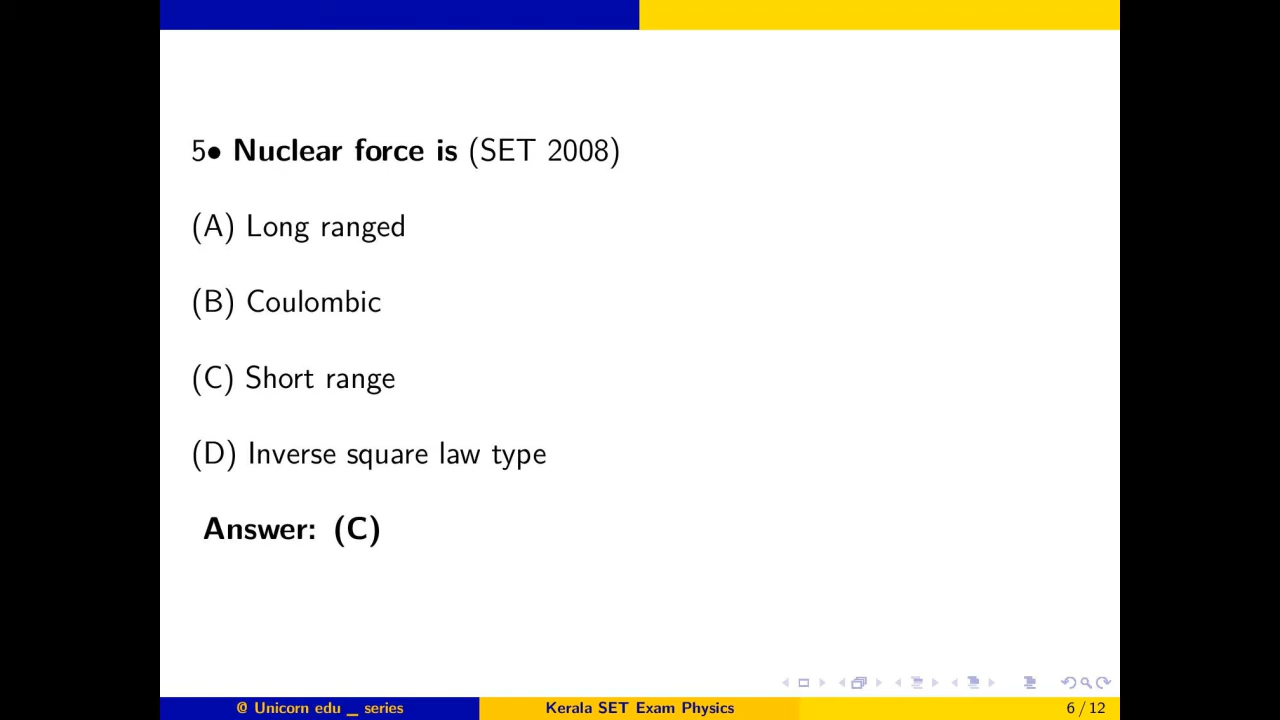 5• Nuclear force is (SET 2008)
(A) Long ranged
(B) Coulombic
(C) Short range
(D) Inverse square law type
Answer: (C)
@ Unicorn edu _ series
Kerala SET Exam Physics
6 / 12